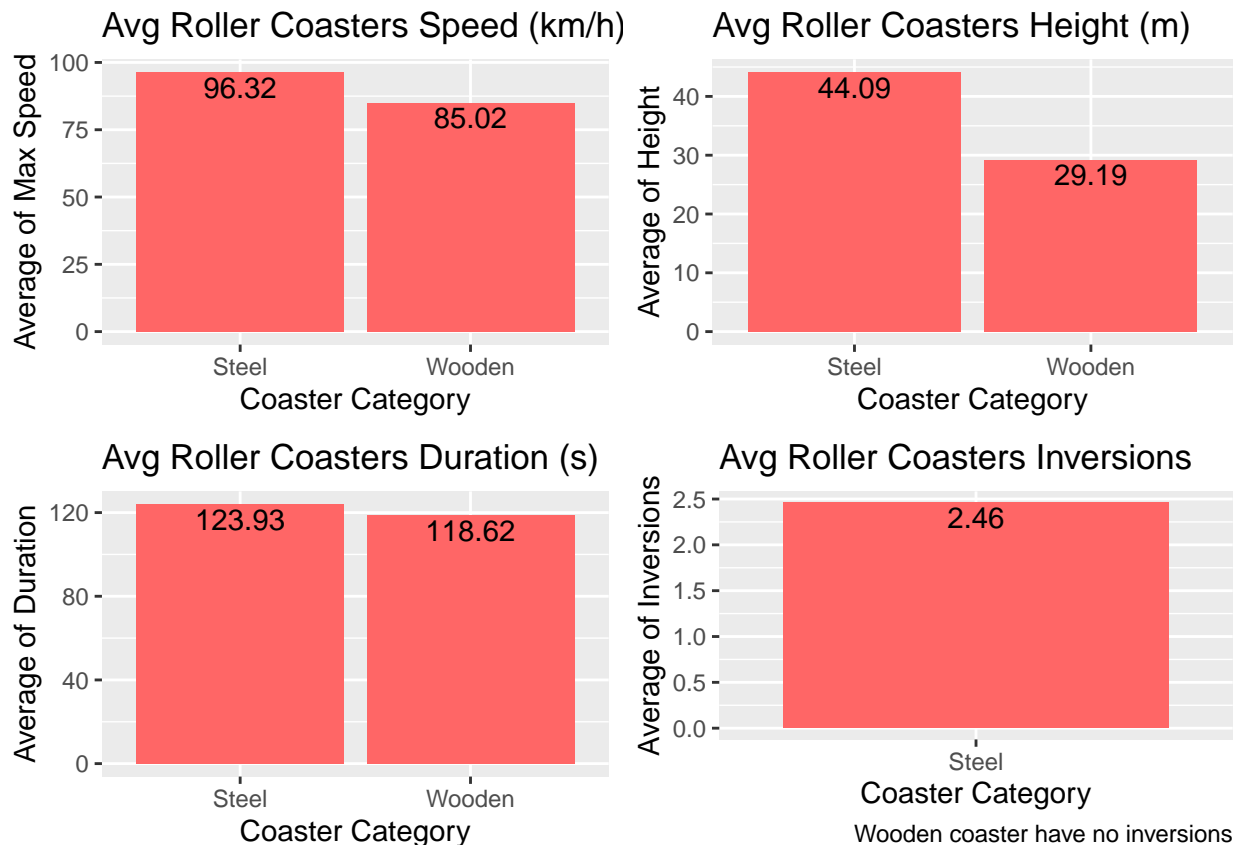 Avg Roller Coasters Speed (km/h)
100
75
50
25
0
Average of Max Speed
96.32
85.02
Steel
Wooden
Coaster Category
Avg Roller Coasters Height (m)
40
30
20
10
0
Average of Height
44.09
29.19
Steel
Wooden
Coaster Category
Avg Roller Coasters Duration (s)
120
80
40
0
Average of Duration
123.93
118.62
Steel
Wooden
Coaster Category
Avg Roller Coasters Inversions
2.5
2.0
1.5
1.0
0.5
0.0
Average of Inversions
2.46
Steel
Coaster Category
Wooden coaster have no inversions